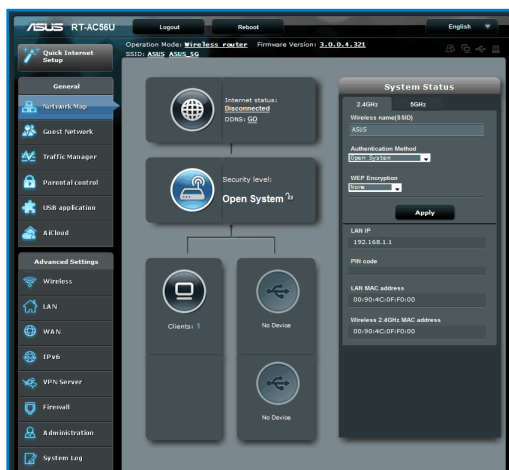 ASUS RT-AC56U
Logout
Reboot
English
Quick Internet
Setup
Operation Mode: Wireless router Firmware Version: 3.0.0.4.321
SSID: ASUS ASUS_5G
General
Network Map
Guest Network
Traffic Manager
Parental control
USB application
AiCloud
Advanced Settings
Wireless
LAN
WAN
IPv6
VPN Server
Firewall
Administration
System Log
Internet status:
Disconnected
DDNS: GO
Security level:
Open System
Clients: 1
No Device
No Device
System Status
2.4GHz
5GHz
Wireless name(SSID)
ASUS
Authentication Method
Open System
WEP Encryption
None
Apply
LAN IP
192.168.1.1
PIN code
LAN MAC address
00:90:4C:0F:F0:00
Wireless 2.4GHz MAC address
00:90:4C:0F:F0:00